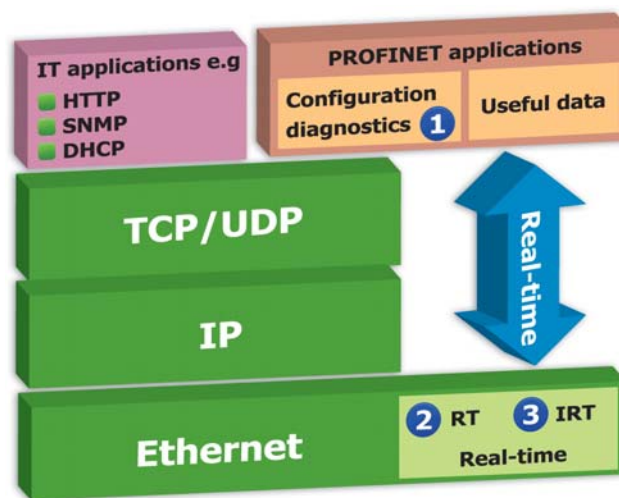 IT applications e.g
HTTP
SNMP
DHCP
PROFINET applications
Configuration
diagnostics 1
Useful data
TCP/UDP
Real-time
IP
Ethernet
2 RT
3 IRT
Real-time